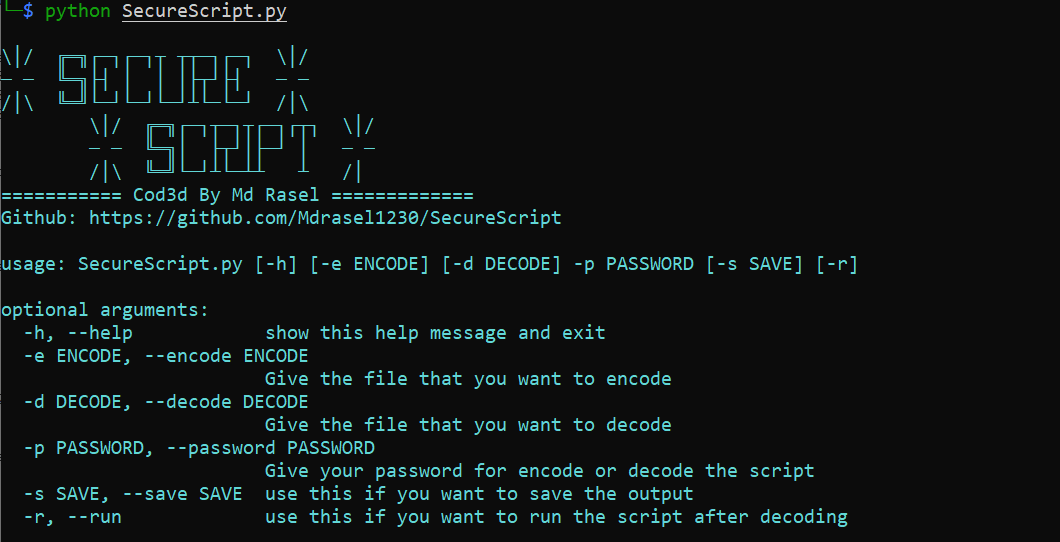 └─$ python SecureScript.py
SECURE
SCRIPT
=========== Cod3d By Md Rasel =============
Github: https://github.com/Mdrasel1230/SecureScript
usage: SecureScript.py [-h] [-e ENCODE] [-d DECODE] -p PASSWORD [-s SAVE] [-r]
optional arguments:
-h, --help show this help message and exit
-e ENCODE, --encode ENCODE
Give the file that you want to encode
-d DECODE, --decode DECODE
Give the file that you want to decode
-p PASSWORD, --password PASSWORD
Give your password for encode or decode the script
-s SAVE, --save SAVE use this if you want to save the output
-r, --run use this if you want to run the script after decoding